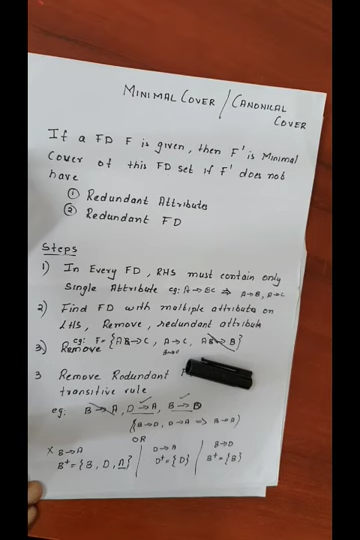 MINIMAL COVER / CANONICAL
COVER
If a FD F is given, then F' is Minimal
Cover of this FD set if F' does not
have
① Redundant Attribute
② Redundant FD
Steps
1) In Every FD, RHS must contain only
Single Attribute eg: A → BC ⇒ A→B, A→C
2) Find FD with multiple attributes on
LHS, Remove, redundant attribute
eg: F = {AB→C, A→C, AB→B}
3) Remove
3 Remove Redundant
transitive rule
eg: B→A, D→A, B→D
(B→D, D→A ⇒ B→A)
OR
X B→A | D→A | B→D
B⁺ = {B, D, A} | D⁺ = {D} | B⁺ = {B}